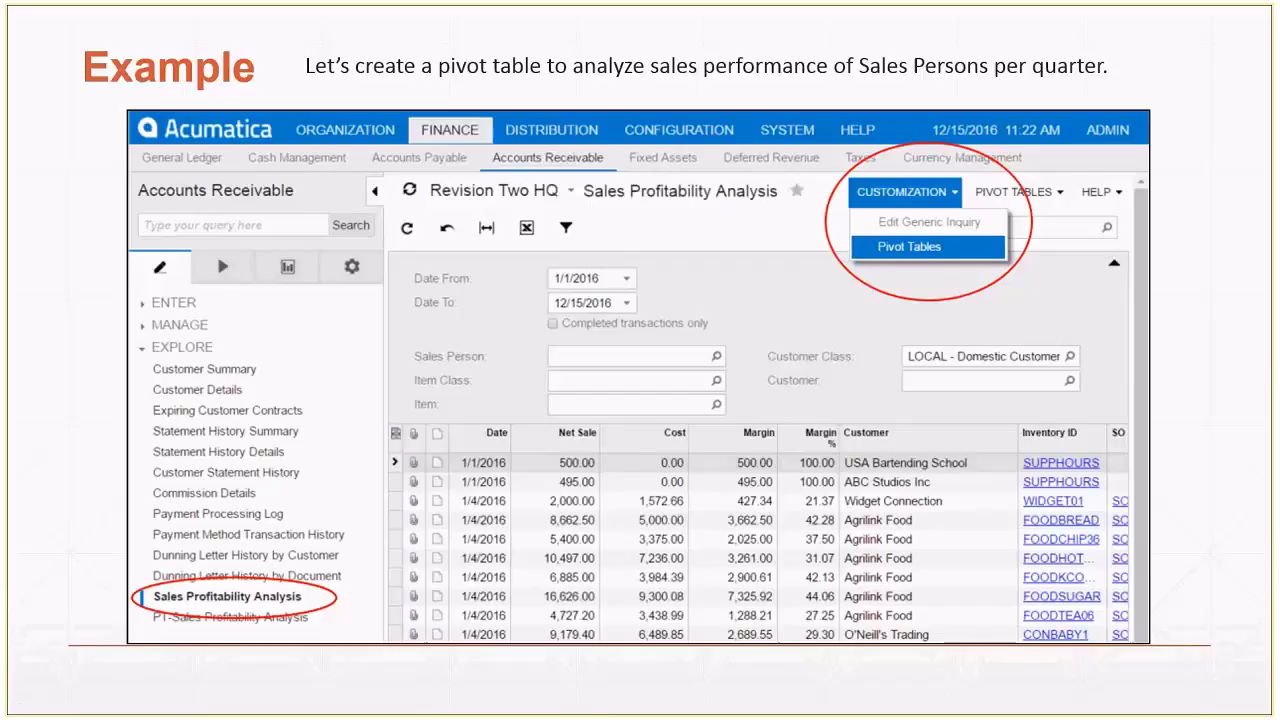 Example
Let's create a pivot table to analyze sales performance of Sales Persons per quarter.
Acumatica ORGANIZATION FINANCE DISTRIBUTION CONFIGURATION SYSTEM HELP 12/15/2016 11:22 AM ADMIN
General Ledger Cash Management Accounts Payable Accounts Receivable Fixed Assets Deferred Revenue Taxes Currency Management
Accounts Receivable
Revision Two HQ Sales Profitability Analysis
CUSTOMIZATION PIVOT TABLES HELP
Type your query here Search
Edit Generic Inquiry
Pivot Tables
ENTER
MANAGE
EXPLORE
Customer Summary
Customer Details
Expiring Customer Contracts
Statement History Summary
Statement History Details
Customer Statement History
Commission Details
Payment Processing Log
Payment Method Transaction History
Dunning Letter History by Customer
Dunning Letter History by Document
Sales Profitability Analysis
PT-Sales Profitability Analysis
Date From: 1/1/2016
Date To: 12/15/2016
Completed transactions only
Sales Person: Customer Class: LOCAL - Domestic Customer
Item Class: Customer:
Item:
Date Net Sale Cost Margin Margin % Customer Inventory ID SO
1/1/2016 500.00 0.00 500.00 100.00 USA Bartending School SUPPHOURS
1/1/2016 495.00 0.00 495.00 100.00 ABC Studios Inc SUPPHOURS
1/4/2016 2,000.00 1,572.66 427.34 21.37 Widget Connection WIDGET01 SO
1/4/2016 8,662.50 5,000.00 3,662.50 42.28 Agrilink Food FOODBREAD SO
1/4/2016 5,400.00 3,375.00 2,025.00 37.50 Agrilink Food FOODCHIP36 SO
1/4/2016 10,497.00 7,236.00 3,261.00 31.07 Agrilink Food FOODHOT... SO
1/4/2016 6,885.00 3,984.39 2,900.61 42.13 Agrilink Food FOODKCO... SO
1/4/2016 16,626.00 9,300.08 7,325.92 44.06 Agrilink Food FOODSUGAR SO
1/4/2016 4,727.20 3,438.99 1,288.21 27.25 Agrilink Food FOODTEA06 SO
1/4/2016 9,179.40 6,489.85 2,689.55 29.30 O'Neill's Trading CONBABY1 SO